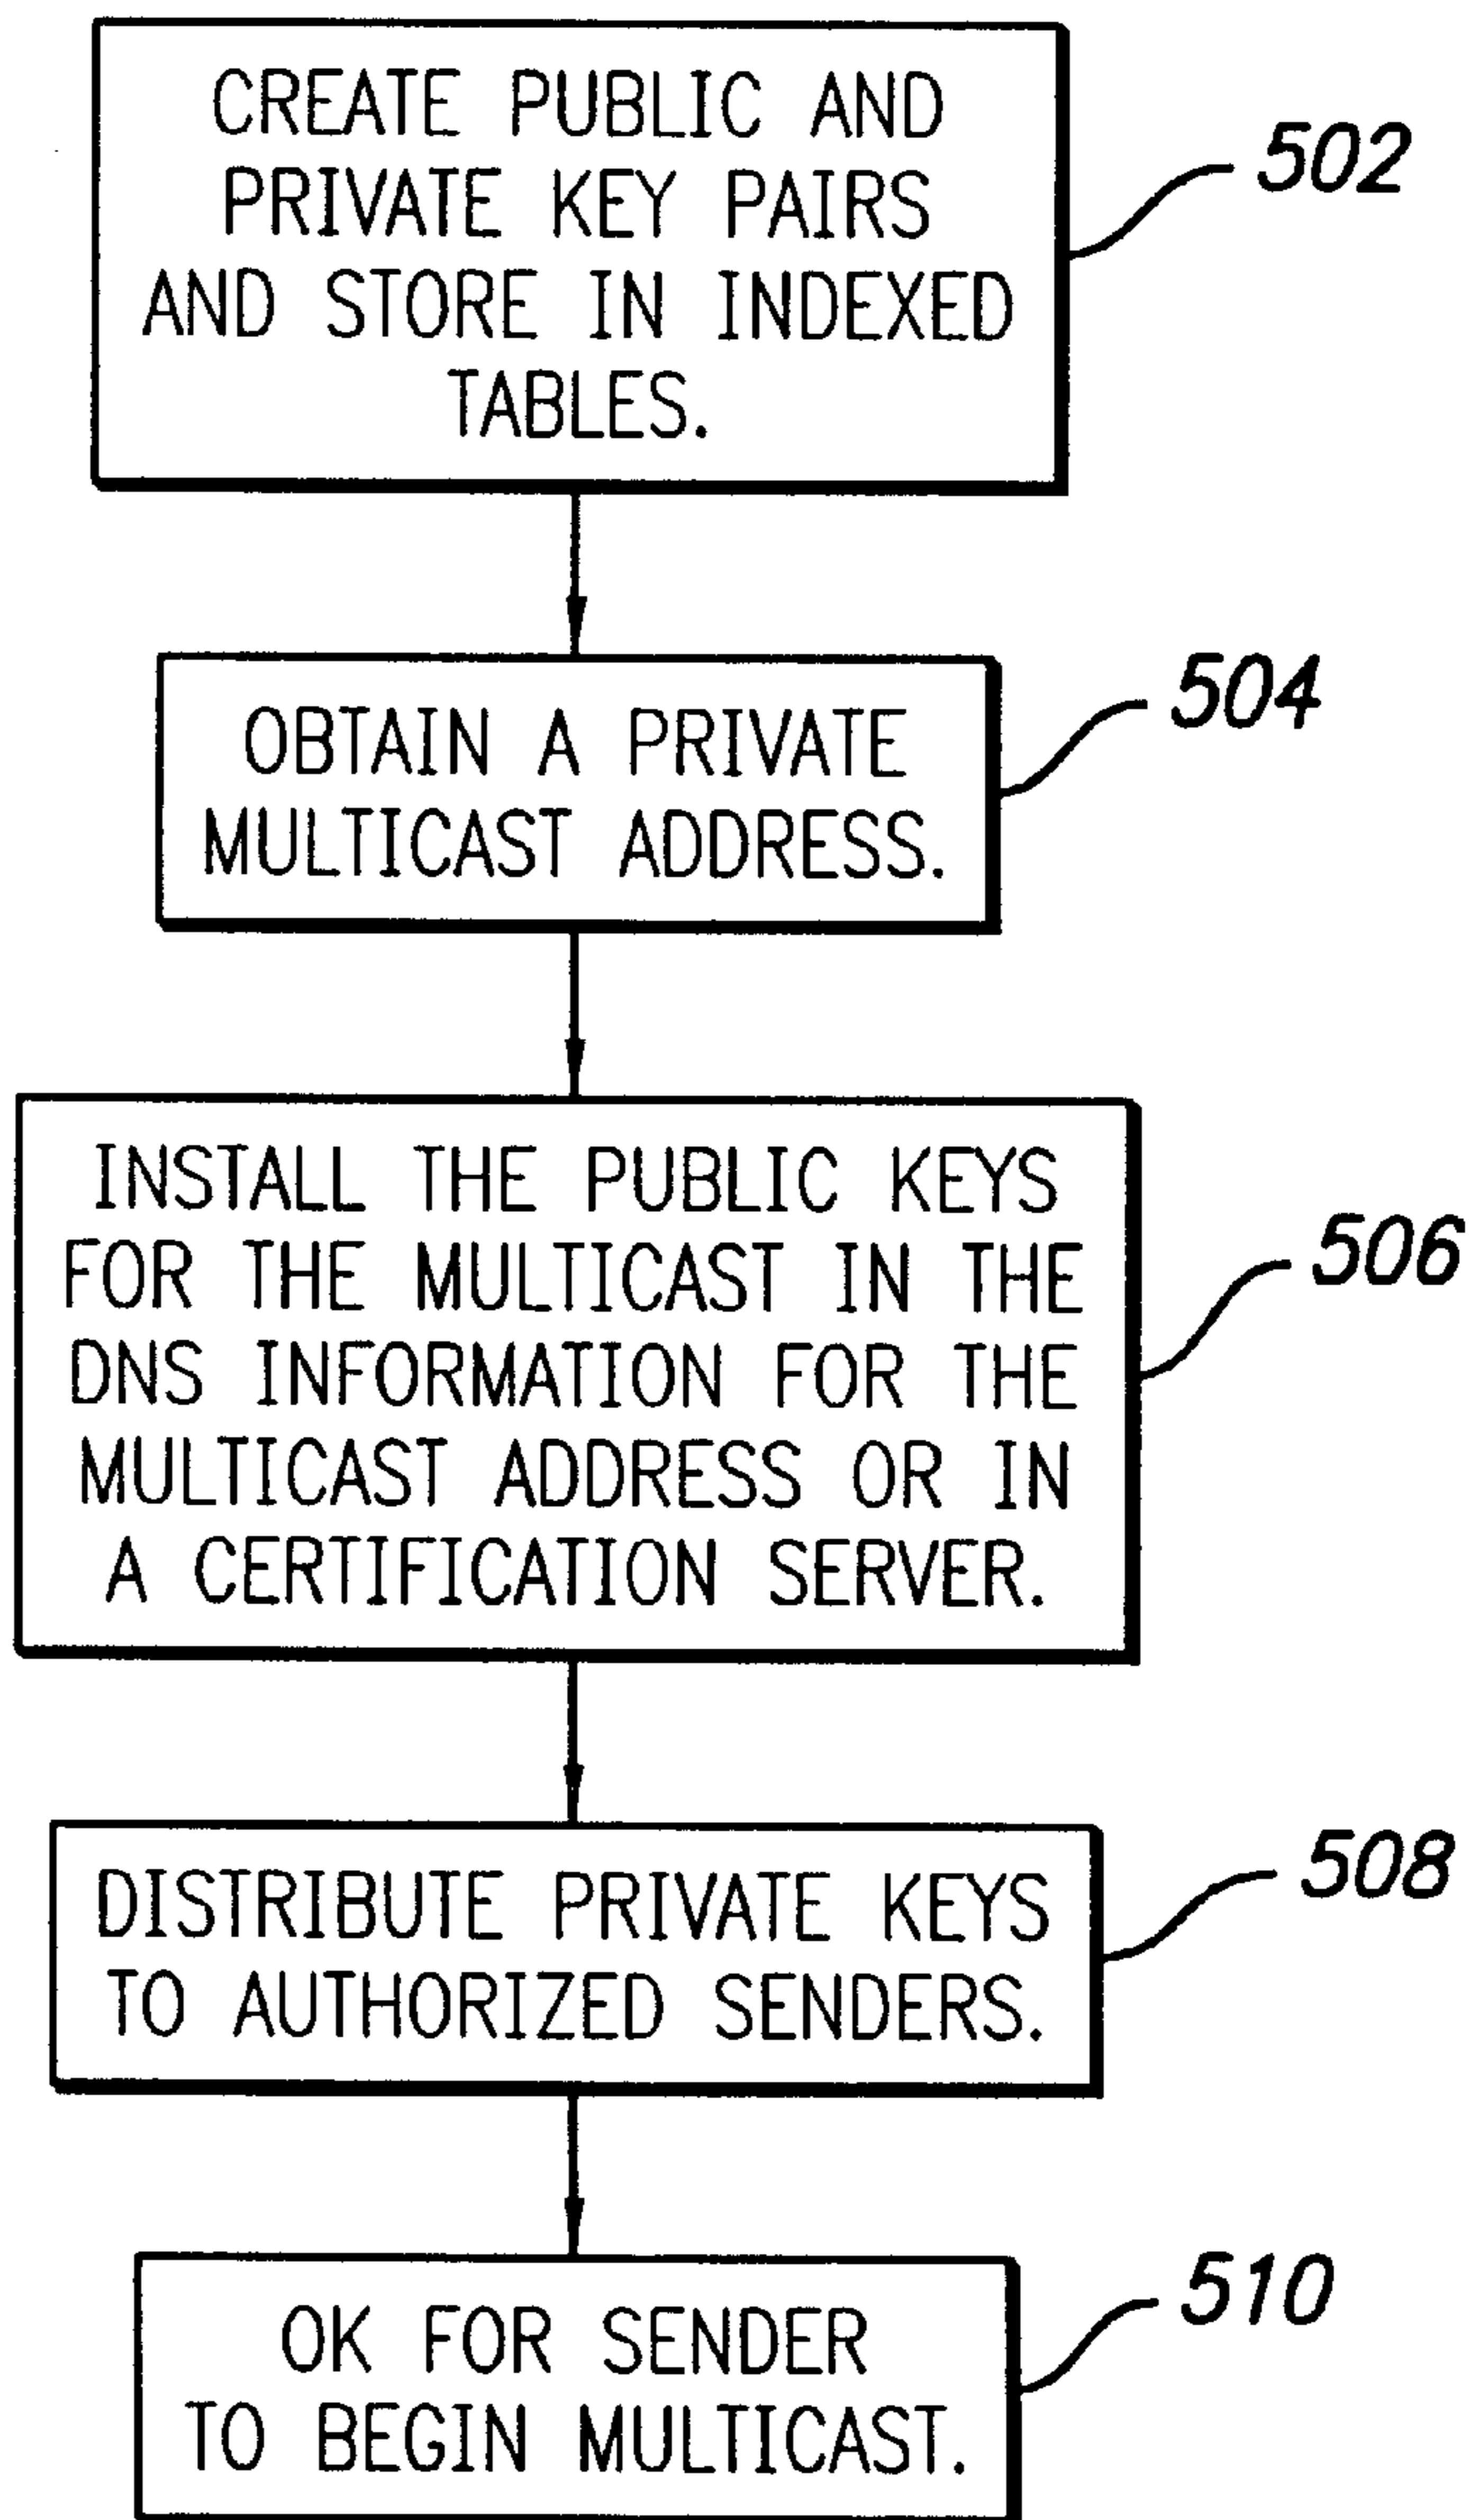 CREATE PUBLIC AND
PRIVATE KEY PAIRS
AND STORE IN INDEXED
TABLES.
502
OBTAIN A PRIVATE
MULTICAST ADDRESS.
504
INSTALL THE PUBLIC KEYS
FOR THE MULTICAST IN THE
DNS INFORMATION FOR THE
MULTICAST ADDRESS OR IN
A CERTIFICATION SERVER.
506
DISTRIBUTE PRIVATE KEYS
TO AUTHORIZED SENDERS.
508
OK FOR SENDER
TO BEGIN MULTICAST.
510